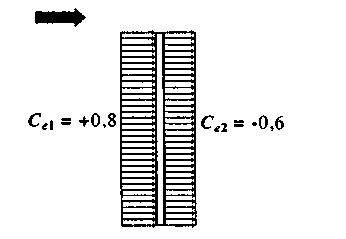 Ce1 = +0,8
Ce2 = -0,6